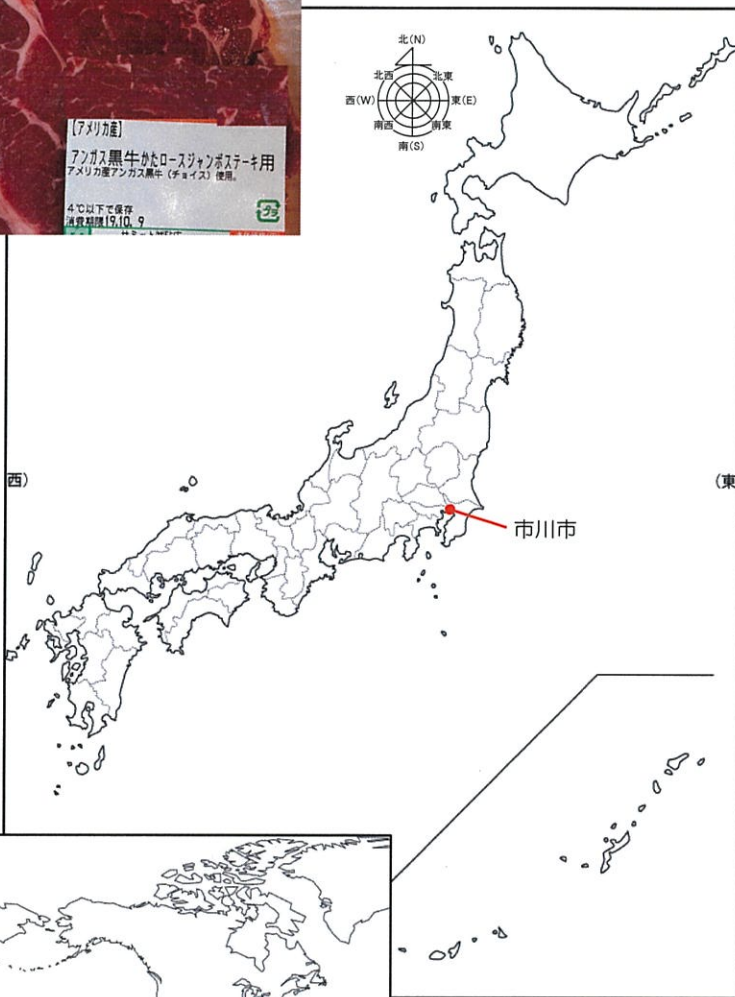 【アメリカ産】
アンガス黒牛かたロースジャンボステーキ用
アメリカ産アンガス黒牛(チョイス)使用。
4℃以下で保存
消費期限19.10. 9
プラ
北(N)
北西
北東
西(W)
東(E)
南西
南東
南(S)
西)
(東
市川市